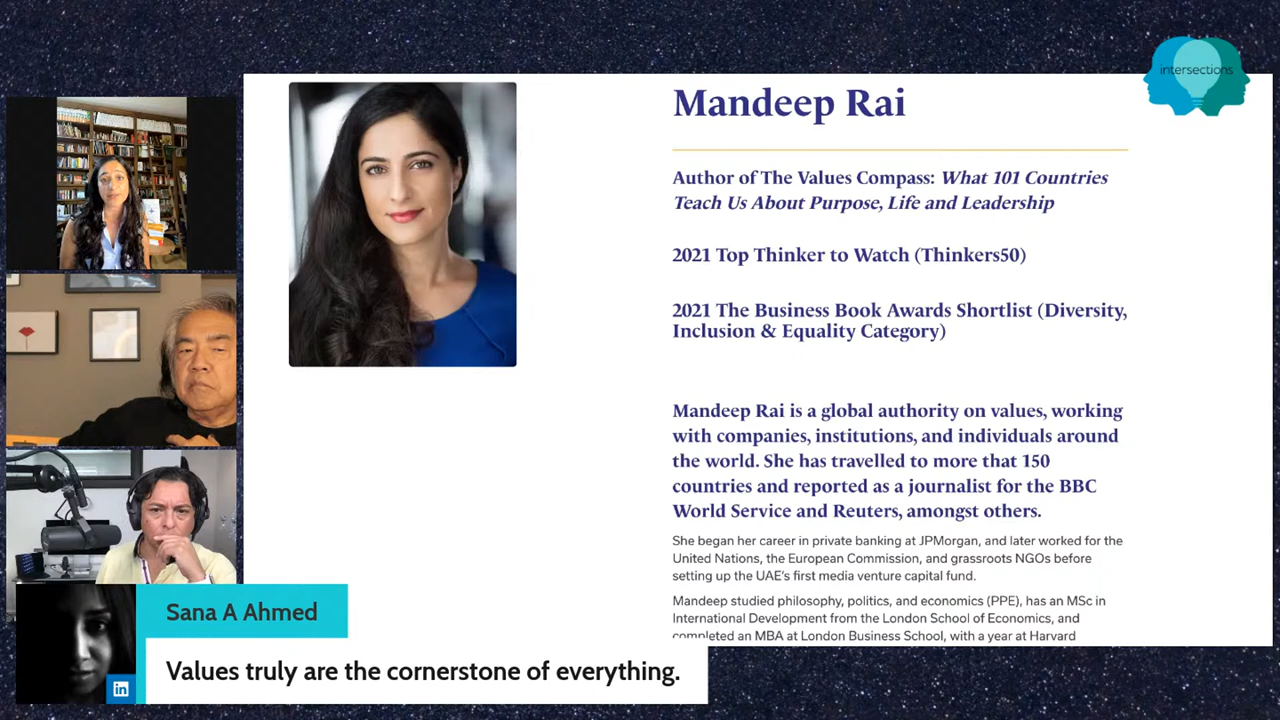 intersections
Mandeep Rai
Author of The Values Compass: What 101 Countries
Teach Us About Purpose, Life and Leadership
2021 Top Thinker to Watch (Thinkers50)
2021 The Business Book Awards Shortlist (Diversity,
Inclusion & Equality Category)
Mandeep Rai is a global authority on values, working
with companies, institutions, and individuals around
the world. She has travelled to more that 150
countries and reported as a journalist for the BBC
World Service and Reuters, amongst others.
She began her career in private banking at JPMorgan, and later worked for the
United Nations, the European Commission, and grassroots NGOs before
setting up the UAE's first media venture capital fund.
Mandeep studied philosophy, politics, and economics (PPE), has an MSc in
International Development from the London School of Economics, and
completed an MBA at London Business School, with a year at Harvard
Sana A Ahmed
in
Values truly are the cornerstone of everything.